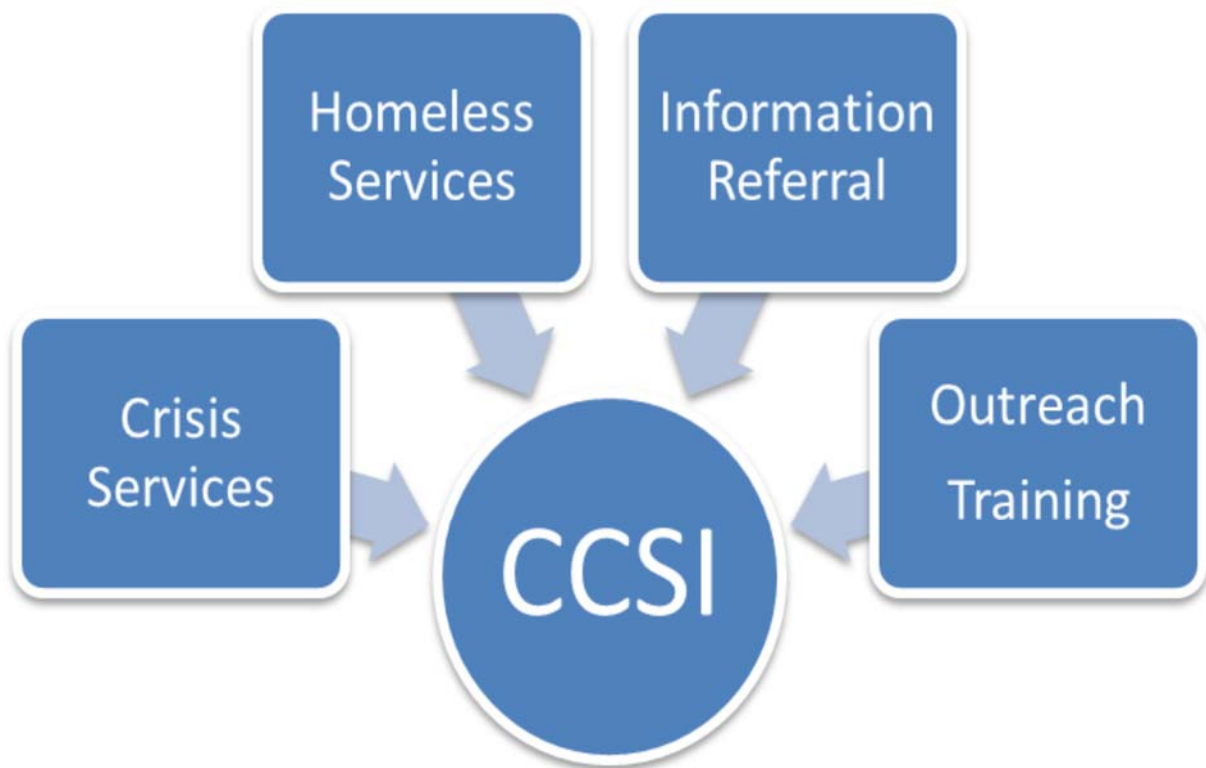 Homeless
Services
Information
Referral
Crisis
Services
Outreach
Training
CCSI